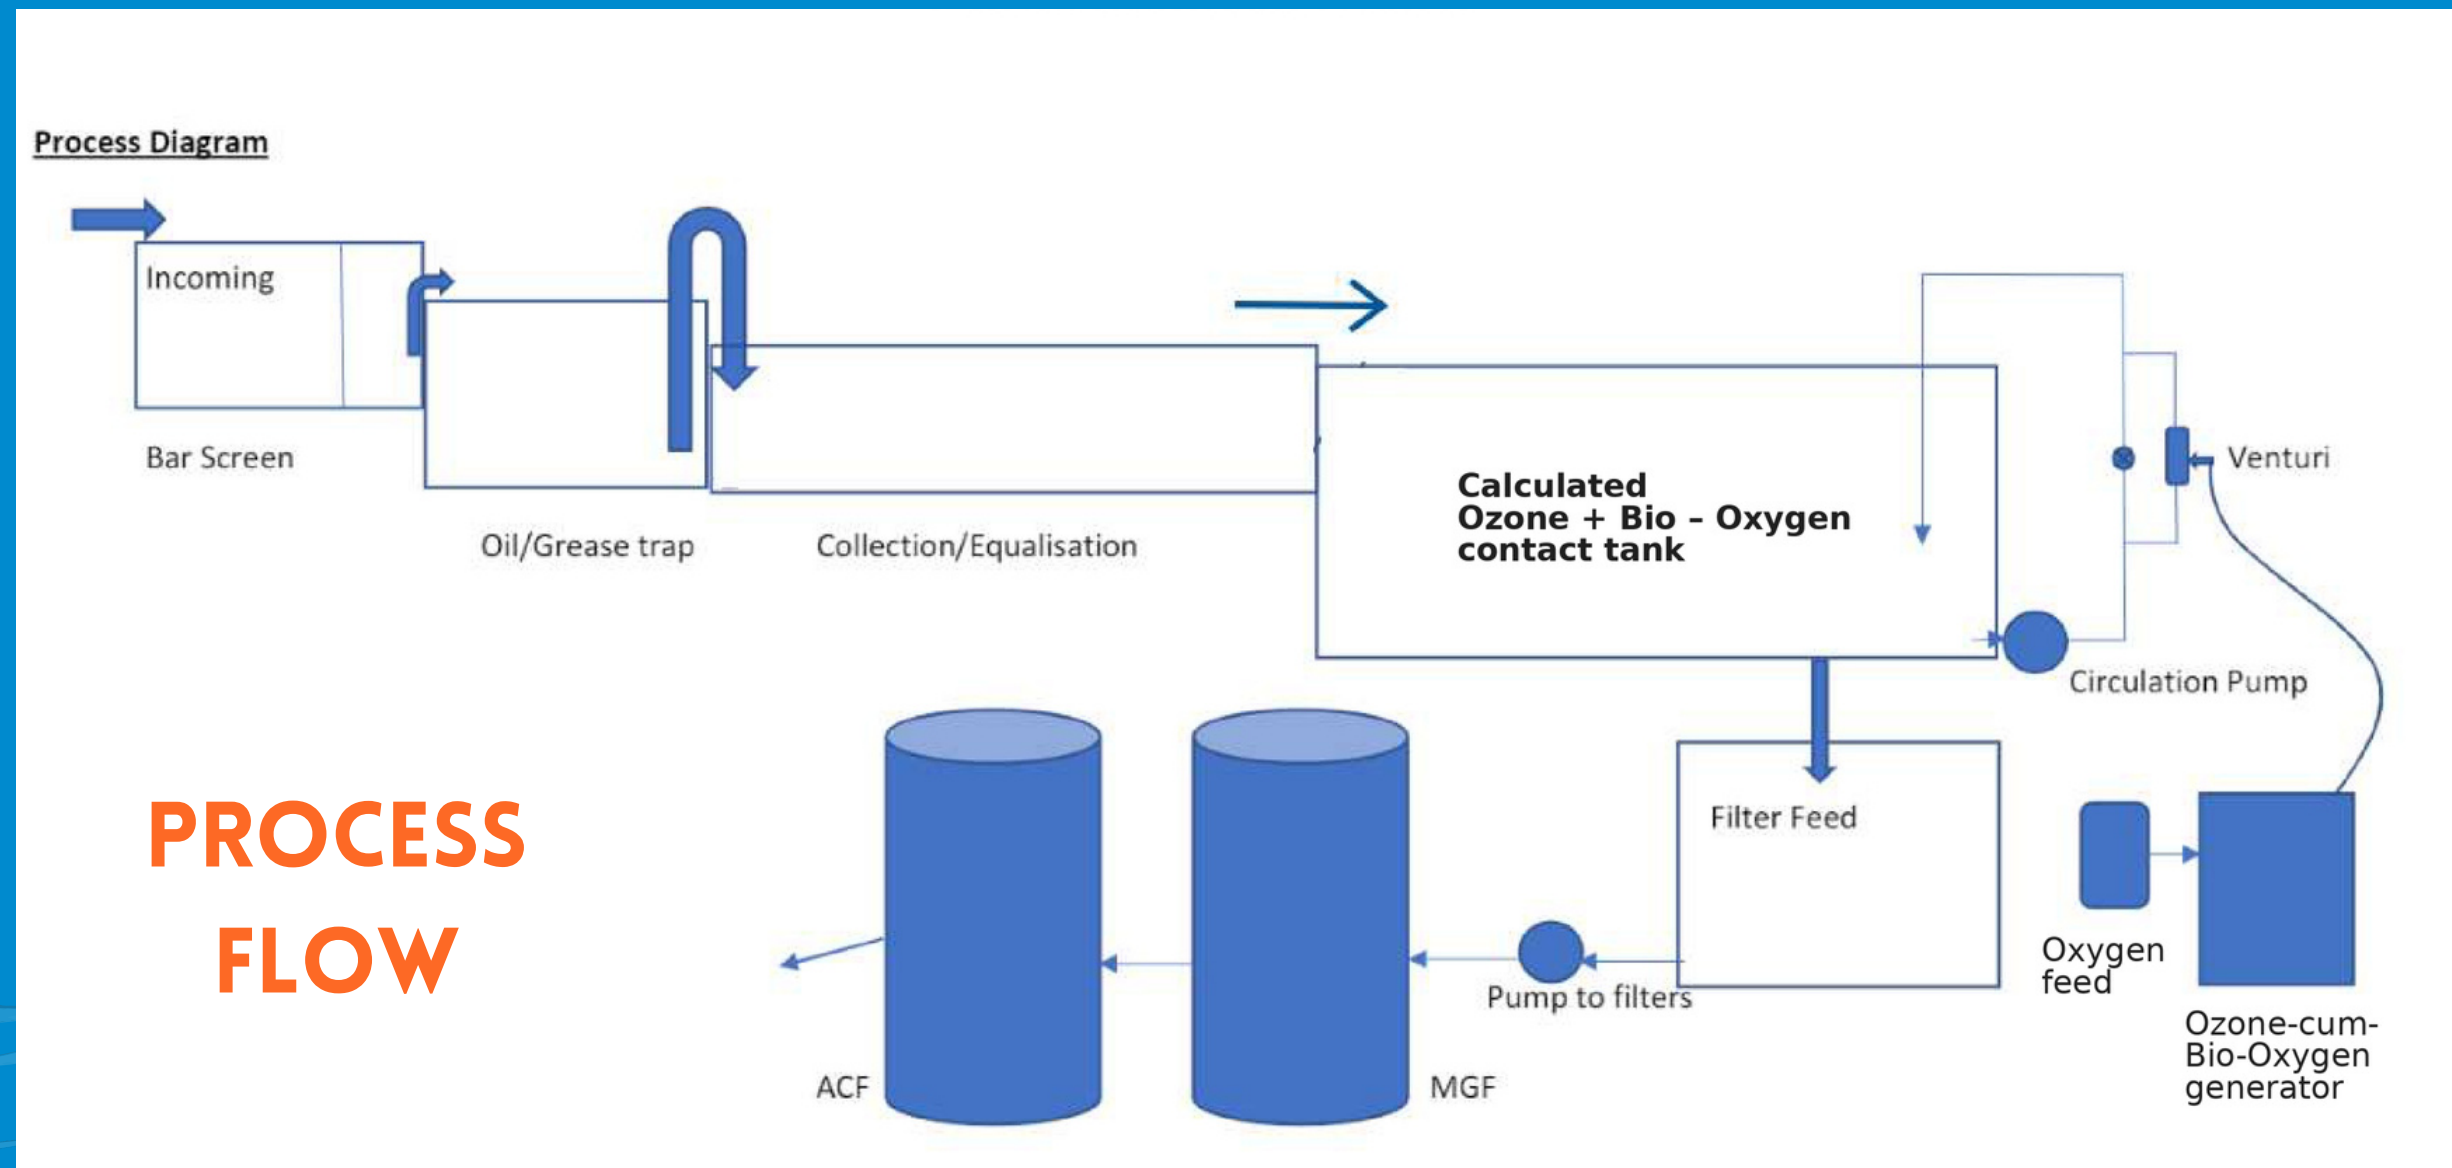 Process Diagram
Incoming
Bar Screen
Oil/Grease trap
Collection/Equalisation
Calculated
Ozone + Bio – Oxygen
contact tank
Venturi
Circulation Pump
Filter Feed
Pump to filters
Oxygen
feed
Ozone-cum-
Bio-Oxygen
generator
MGF
ACF
PROCESS
FLOW